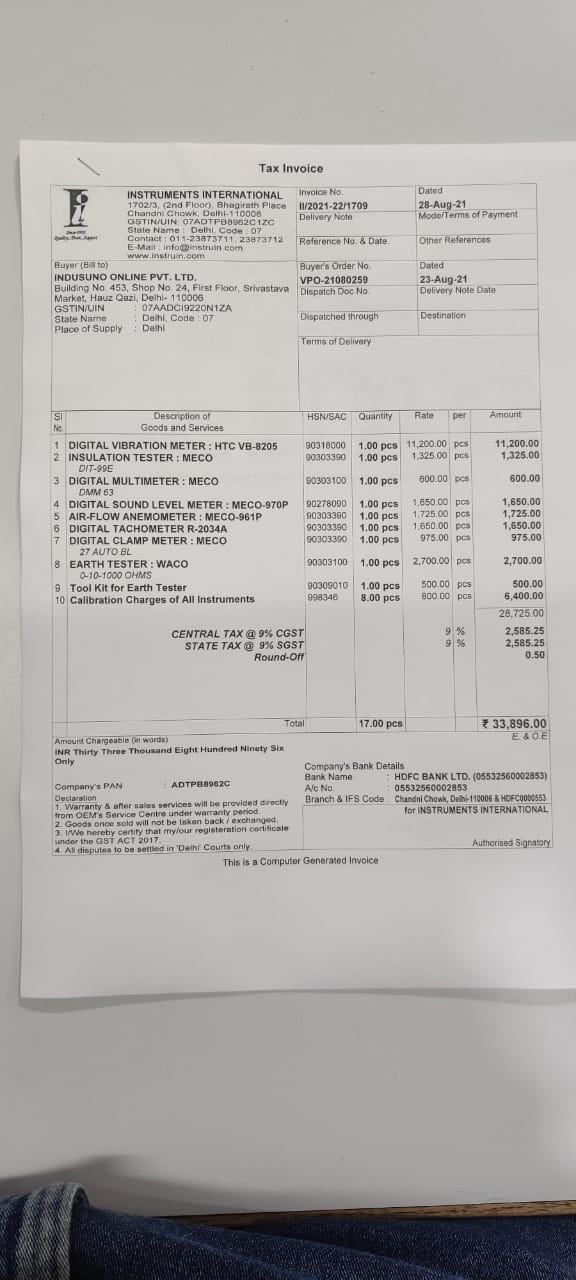 Tax Invoice
Since 1982
Quality...Trust...Support
INSTRUMENTS INTERNATIONAL
1702/3, (2nd Floor), Bhagirath Place
Chandni Chowk, Delhi-110006
GSTIN/UIN: 07ADTPB8962C1ZC
State Name : Delhi, Code : 07
Contact : 011-23873711, 23873712
E-Mail : info@instruin.com
www.instruin.com
Invoice No.
II/2021-22/1709
Dated
28-Aug-21
Delivery Note
Mode/Terms of Payment
Reference No. & Date.
Other References
Buyer (Bill to)
INDUSUNO ONLINE PVT. LTD.
Building No. 453, Shop No. 24, First Floor, Srivastava
Market, Hauz Qazi, Delhi- 110006
GSTIN/UIN : 07AADCI9220N1ZA
State Name : Delhi, Code : 07
Place of Supply : Delhi
Buyer's Order No.
VPO-21080259
Dated
23-Aug-21
Dispatch Doc No.
Delivery Note Date
Dispatched through
Destination
Terms of Delivery
Sl No. Description of Goods and Services HSN/SAC Quantity Rate per Amount
1 DIGITAL VIBRATION METER : HTC VB-8205 90318000 1.00 pcs 11,200.00 pcs 11,200.00
2 INSULATION TESTER : MECO 90303390 1.00 pcs 1,325.00 pcs 1,325.00
DIT-99E
3 DIGITAL MULTIMETER : MECO 90303100 1.00 pcs 600.00 pcs 600.00
DMM 63
4 DIGITAL SOUND LEVEL METER : MECO-970P 90278090 1.00 pcs 1,650.00 pcs 1,650.00
5 AIR-FLOW ANEMOMETER : MECO-961P 90303390 1.00 pcs 1,725.00 pcs 1,725.00
6 DIGITAL TACHOMETER R-2034A 90303390 1.00 pcs 1,650.00 pcs 1,650.00
7 DIGITAL CLAMP METER : MECO 90303390 1.00 pcs 975.00 pcs 975.00
27 AUTO BL
8 EARTH TESTER : WACO 90303100 1.00 pcs 2,700.00 pcs 2,700.00
0-10-1000 OHMS
9 Tool Kit for Earth Tester 90309010 1.00 pcs 500.00 pcs 500.00
10 Calibration Charges of All Instruments 998346 8.00 pcs 800.00 pcs 6,400.00
28,725.00
CENTRAL TAX @ 9% CGST 9 % 2,585.25
STATE TAX @ 9% SGST 9 % 2,585.25
Round-Off 0.50
Total 17.00 pcs ₹ 33,896.00
Amount Chargeable (in words) E. & O.E
INR Thirty Three Thousand Eight Hundred Ninety Six
Only
Company's PAN : ADTPB8962C
Declaration
1. Warranty & after sales services will be provided directly
from OEM's Service Centre under warranty period.
2. Goods once sold will not be taken back / exchanged.
3. I/We hereby certify that my/our registeration certificate
under the GST ACT 2017.
4. All disputes to be settled in 'Delhi' Courts only.
Company's Bank Details
Bank Name : HDFC BANK LTD. (05532560002853)
A/c No. : 05532560002853
Branch & IFS Code : Chandni Chowk, Delhi-110006 & HDFC0000553
for INSTRUMENTS INTERNATIONAL
Authorised Signatory
This is a Computer Generated Invoice